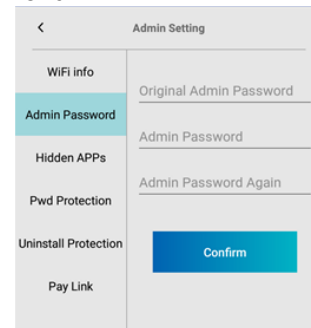 Admin Setting
WiFi info
Admin Password
Hidden APPs
Pwd Protection
Uninstall Protection
Pay Link
Original Admin Password
Admin Password
Admin Password Again
Confirm